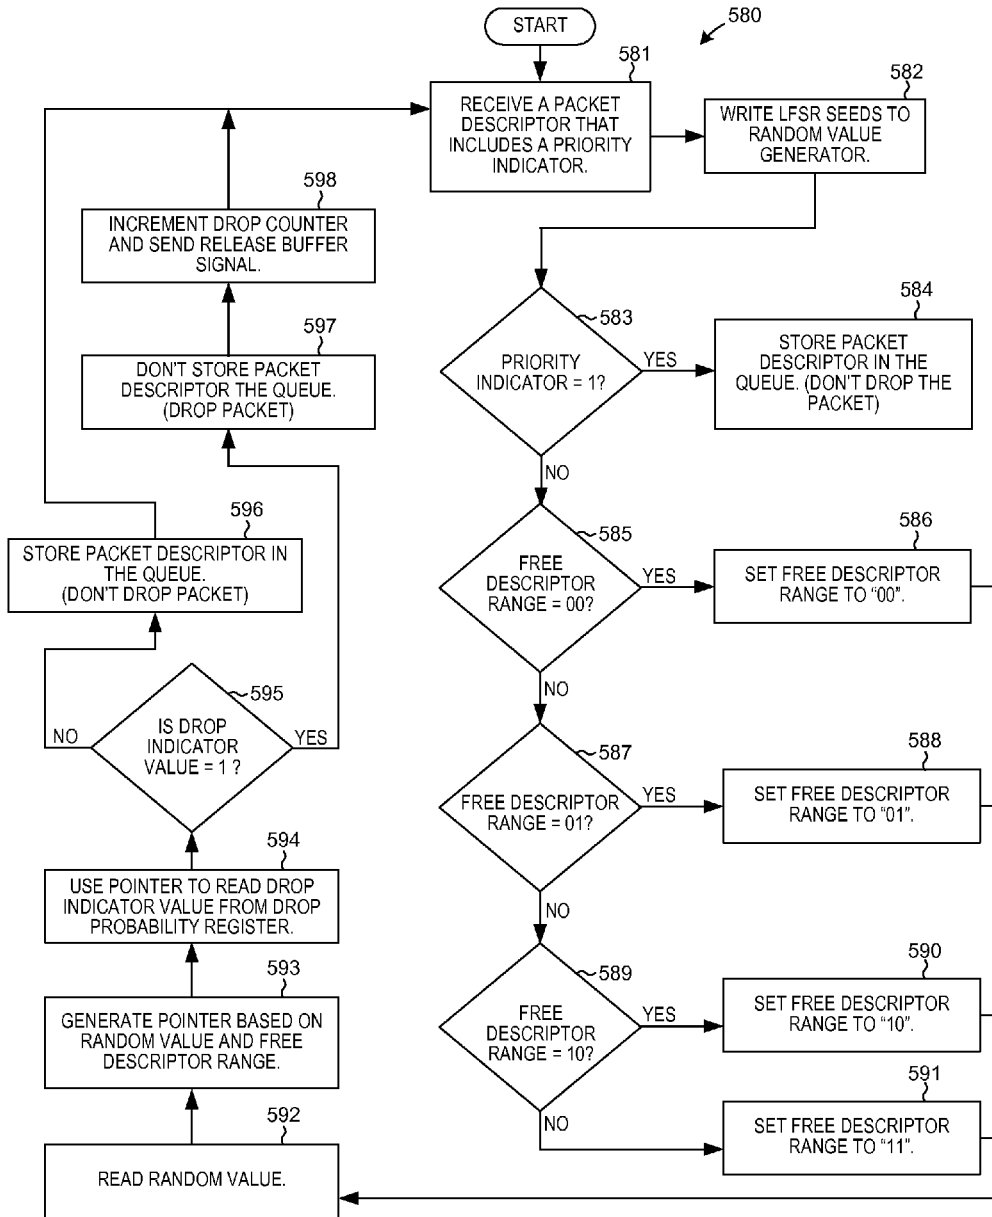 START
580
581
RECEIVE A PACKET
DESCRIPTOR THAT
INCLUDES A PRIORITY
INDICATOR.
582
WRITE LFSR SEEDS TO
RANDOM VALUE
GENERATOR.
583
PRIORITY
INDICATOR = 1?
YES
NO
584
STORE PACKET
DESCRIPTOR IN THE
QUEUE. (DON'T DROP THE
PACKET)
585
FREE
DESCRIPTOR
RANGE = 00?
YES
NO
586
SET FREE DESCRIPTOR
RANGE TO “00”.
587
FREE DESCRIPTOR
RANGE = 01?
YES
NO
588
SET FREE DESCRIPTOR
RANGE TO “01”.
589
FREE
DESCRIPTOR
RANGE = 10?
YES
NO
590
SET FREE DESCRIPTOR
RANGE TO “10”.
591
SET FREE DESCRIPTOR
RANGE TO “11”.
592
READ RANDOM VALUE.
593
GENERATE POINTER BASED ON
RANDOM VALUE AND FREE
DESCRIPTOR RANGE.
594
USE POINTER TO READ DROP
INDICATOR VALUE FROM DROP
PROBABILITY REGISTER.
595
IS DROP
INDICATOR
VALUE = 1 ?
NO
YES
596
STORE PACKET DESCRIPTOR IN
THE QUEUE.
(DON'T DROP PACKET)
597
DON'T STORE PACKET
DESCRIPTOR THE QUEUE.
(DROP PACKET)
598
INCREMENT DROP COUNTER
AND SEND RELEASE BUFFER
SIGNAL.